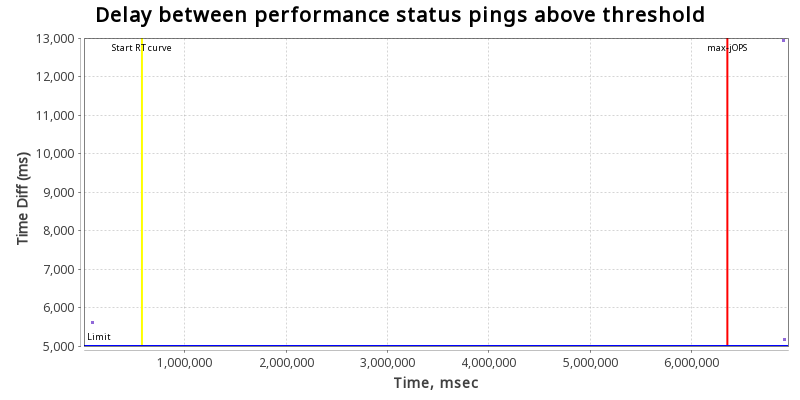 Delay between performance status pings above threshold
Time Diff (ms)
13,000
12,000
11,000
10,000
9,000
8,000
7,000
6,000
5,000
Start RT curve
max-jOPS
Limit
1,000,000
2,000,000
3,000,000
4,000,000
5,000,000
6,000,000
Time, msec